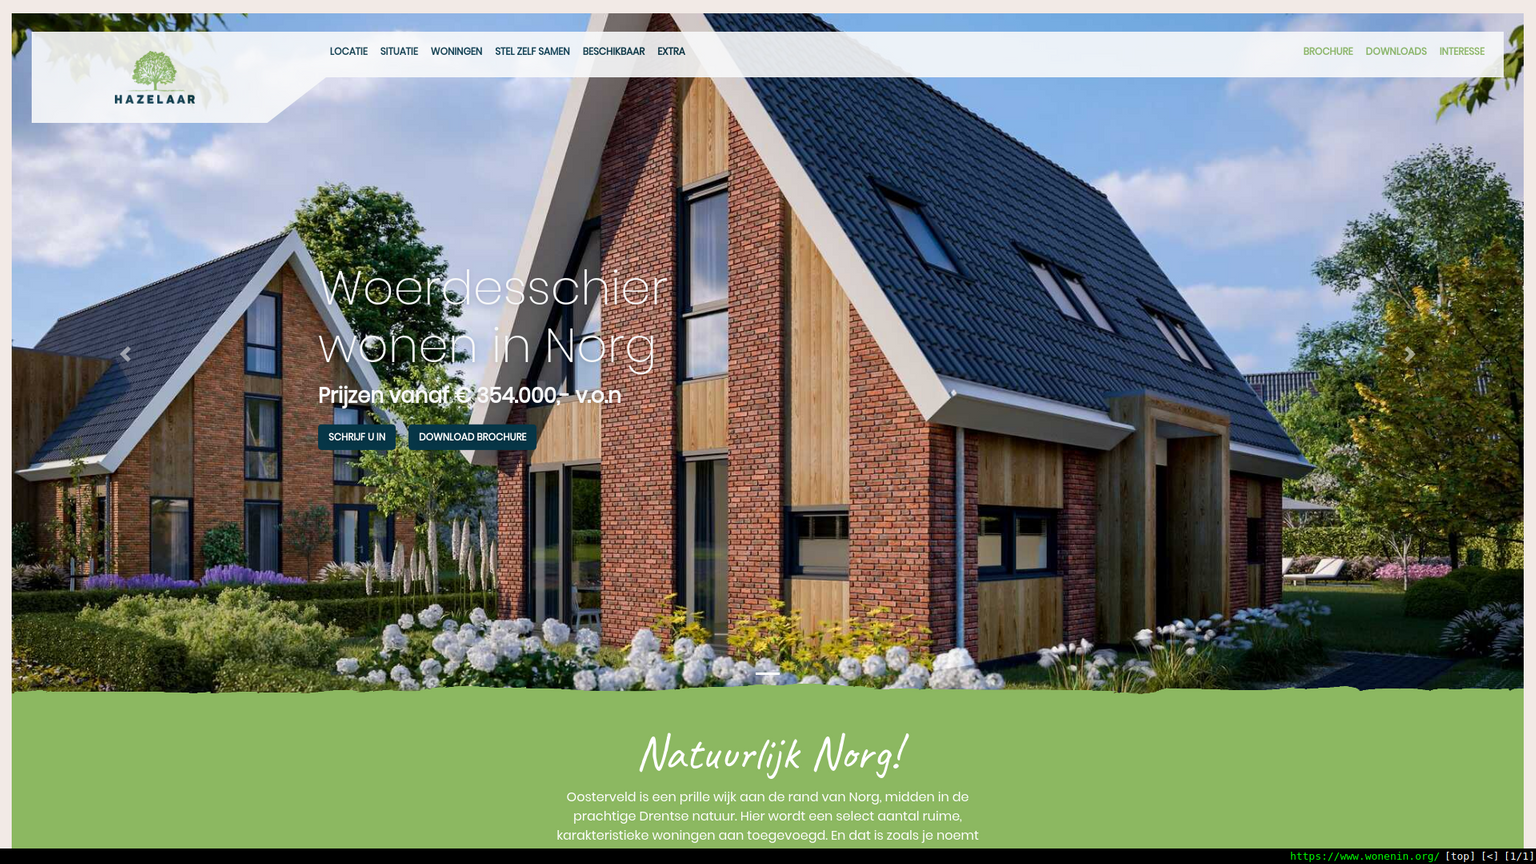 LOCATIE SITUATIE WONINGEN STEL ZELF SAMEN BESCHIKBAAR EXTRA BROCHURE DOWNLOADS INTERESSE
HAZELAAR
Woerdesschier
wonen in Norg
Prijzen vanaf € 354.000,- v.o.n
SCHRIJF U IN DOWNLOAD BROCHURE
Natuurlijk Norg!
Oosterveld is een prille wijk aan de rand van Norg, midden in de
prachtige Drentse natuur. Hier wordt een select aantal ruime,
karakteristieke woningen aan toegevoegd. En dat is zoals je noemt
https://www.wonenin.org/ [top] [<] [1/1]